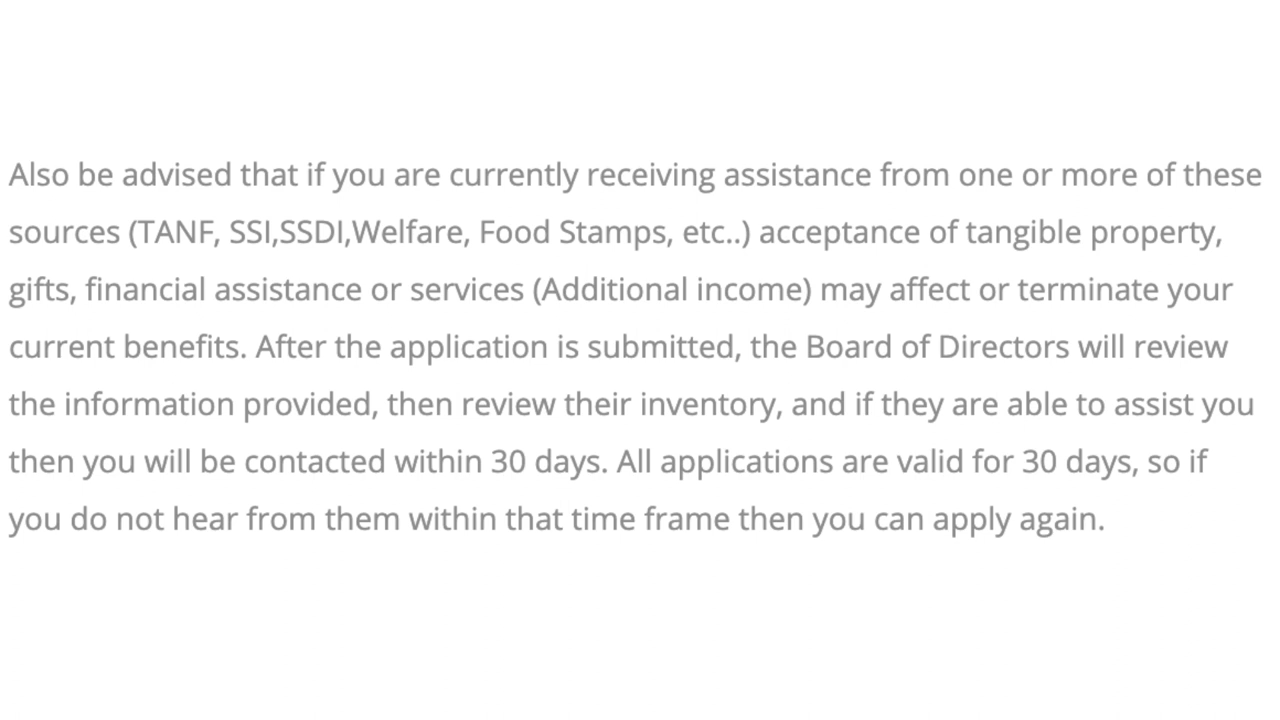 Also be advised that if you are currently receiving assistance from one or more of these
sources (TANF, SSI,SSDI,Welfare, Food Stamps, etc..) acceptance of tangible property,
gifts, financial assistance or services (Additional income) may affect or terminate your
current benefits. After the application is submitted, the Board of Directors will review
the information provided, then review their inventory, and if they are able to assist you
then you will be contacted within 30 days. All applications are valid for 30 days, so if
you do not hear from them within that time frame then you can apply again.